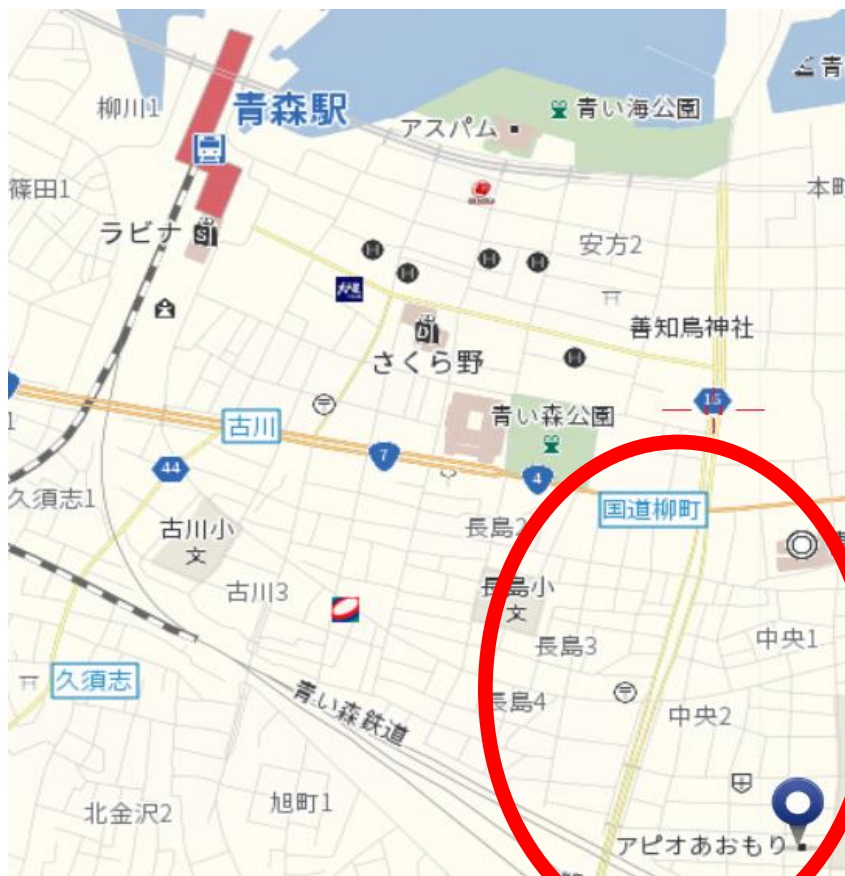 柳川1
青森駅
アスパム
青い海公園
青
篠田1
本町
ラビナ
S
安方2
H
H
H
H
善知鳥神社
D
さくら野
H
15
青い森公園
古川
7
4
44
久須志1
国道柳町
長島2
古川小
文
長島小
文
古川3
長島3
中央1
久須志
長島4
中央2
青い森鉄道
北金沢2
旭町1
アピオあおもり